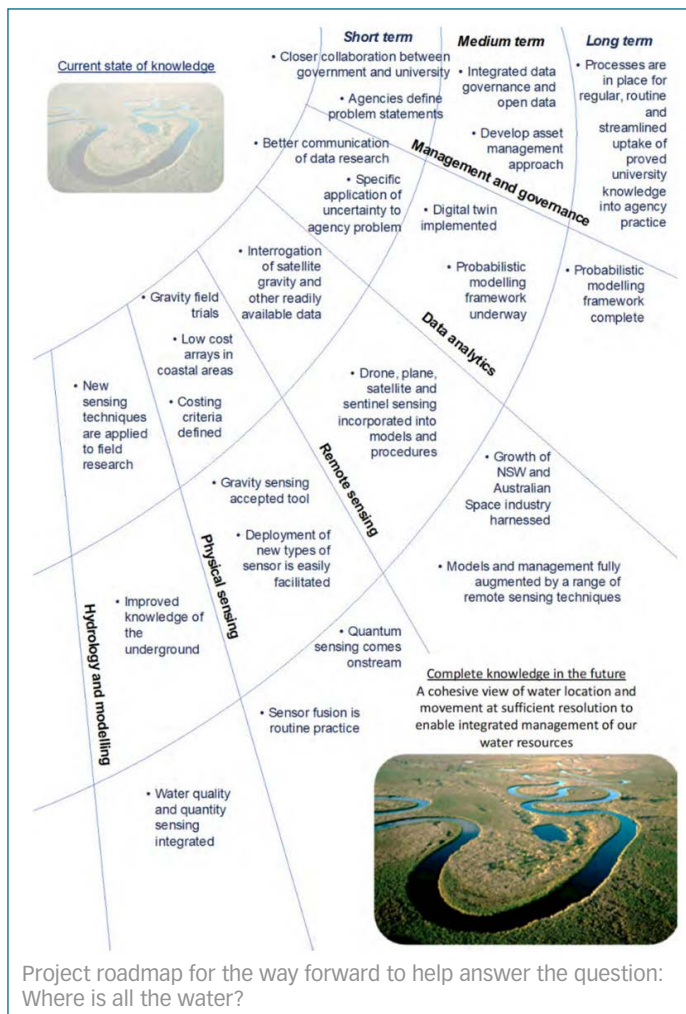 Current state of knowledge
Short term
• Closer collaboration between
government and university
• Agencies define
problem statements
Medium term
• Integrated data
governance and
open data
• Develop asset
management
approach
Long term
• Processes are
in place for
regular, routine
and
streamlined
uptake of
proved
university
knowledge
into agency
practice
Management and governance
• Better communication
of data research
• Specific
application of
uncertainty to
agency problem
• Digital twin
implemented
• Probabilistic
modelling
framework
underway
• Probabilistic
modelling
framework
complete
Data analytics
• Interrogation
of satellite
gravity and
other readily
available data
• Drone, plane,
satellite and
sentinel sensing
incorporated into
models and
procedures
• Growth of
NSW and
Australian
Space industry
harnessed
• Models and management fully
augmented by a range of
remote sensing techniques
Remote sensing
• Gravity field
trials
• Low cost
arrays in
coastal areas
• Costing
criteria
defined
• Gravity sensing
accepted tool
• Deployment of
new types of
sensor is easily
facilitated
• Quantum
sensing comes
onstream
• Sensor fusion is
routine practice
Physical sensing
• New
sensing
techniques
are applied
to field
research
• Improved
knowledge of
the
underground
• Water quality
and quantity
sensing
integrated
Hydrology and modelling
Complete knowledge in the future
A cohesive view of water location and
movement at sufficient resolution to
enable integrated management of our
water resources
Project roadmap for the way forward to help answer the question:
Where is all the water?